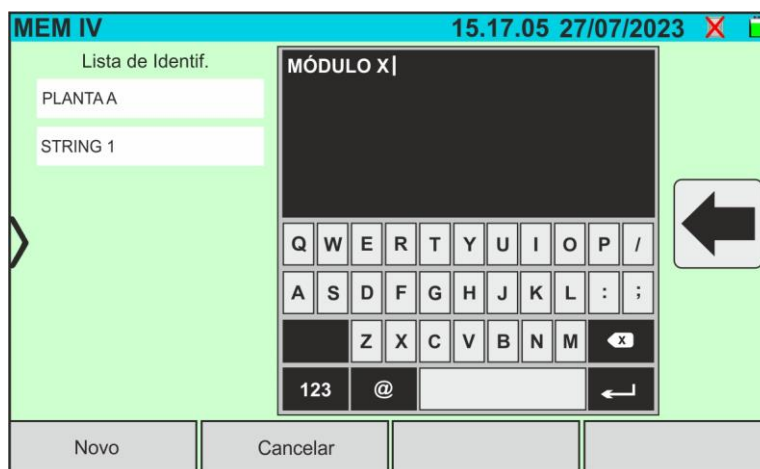 MEM IV 15.17.05 27/07/2023
Lista de Identif.
PLANTA A
STRING 1
MÓDULO X
Q W E R T Y U I O P /
A S D F G H J K L : ;
Z X C V B N M x
123 @
Novo Cancelar